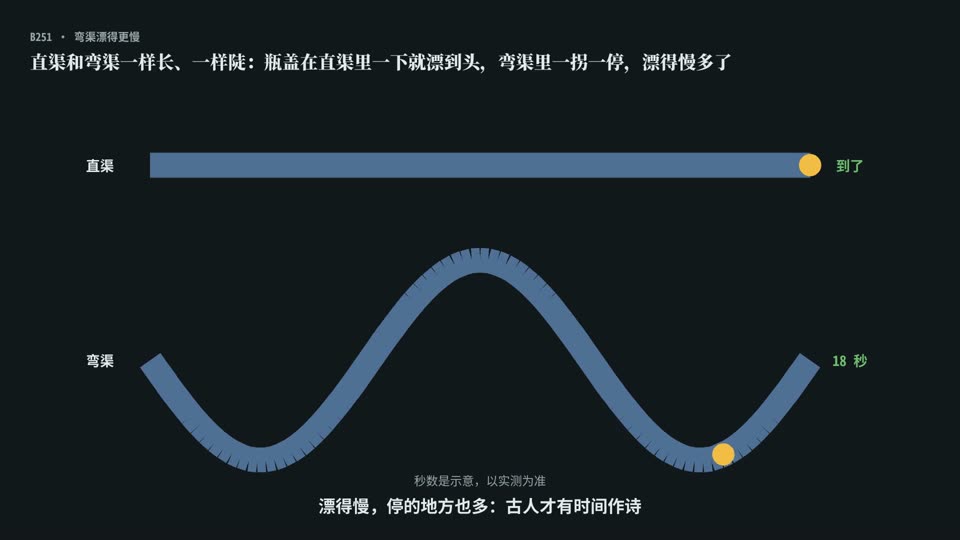 B251 · 弯渠漂得更慢
直渠和弯渠一样长、一样陡：瓶盖在直渠里一下就漂到头，弯渠里一拐一停，漂得慢多了
直渠
到了
弯渠
18 秒
秒数是示意，以实测为准
漂得慢，停的地方也多：古人才有时间作诗